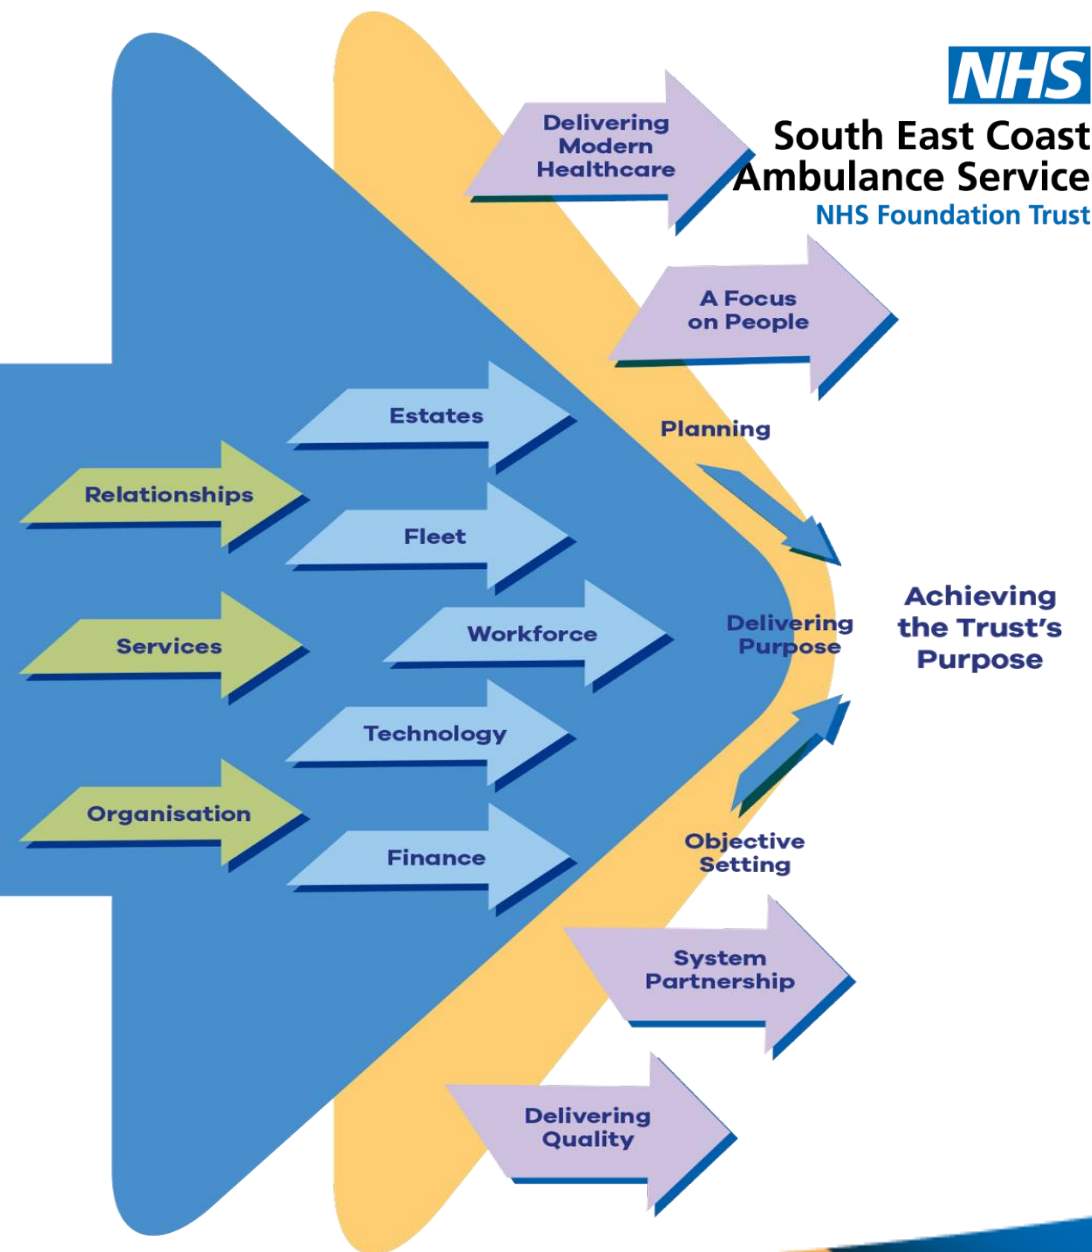 NHS
South East Coast
Ambulance Service
NHS Foundation Trust
Delivering
Modern
Healthcare
A Focus
on People
Planning
Estates
Relationships
Fleet
Workforce
Services
Technology
Organisation
Finance
Delivering
Purpose
Achieving
the Trust's
Purpose
Objective
Setting
System
Partnership
Delivering
Quality